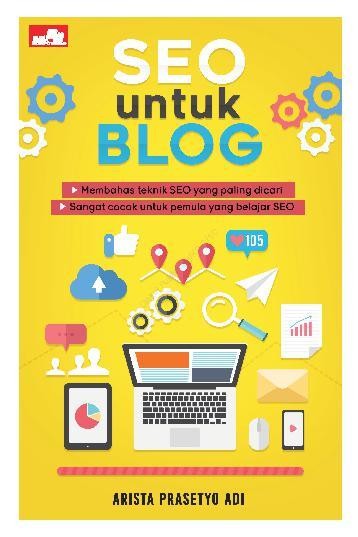 SEO
untuk
BLOG
Membahas teknik SEO yang paling dicari
Sangat cocok untuk pemula yang belajar SEO
105
ARISTA PRASETYO ADI